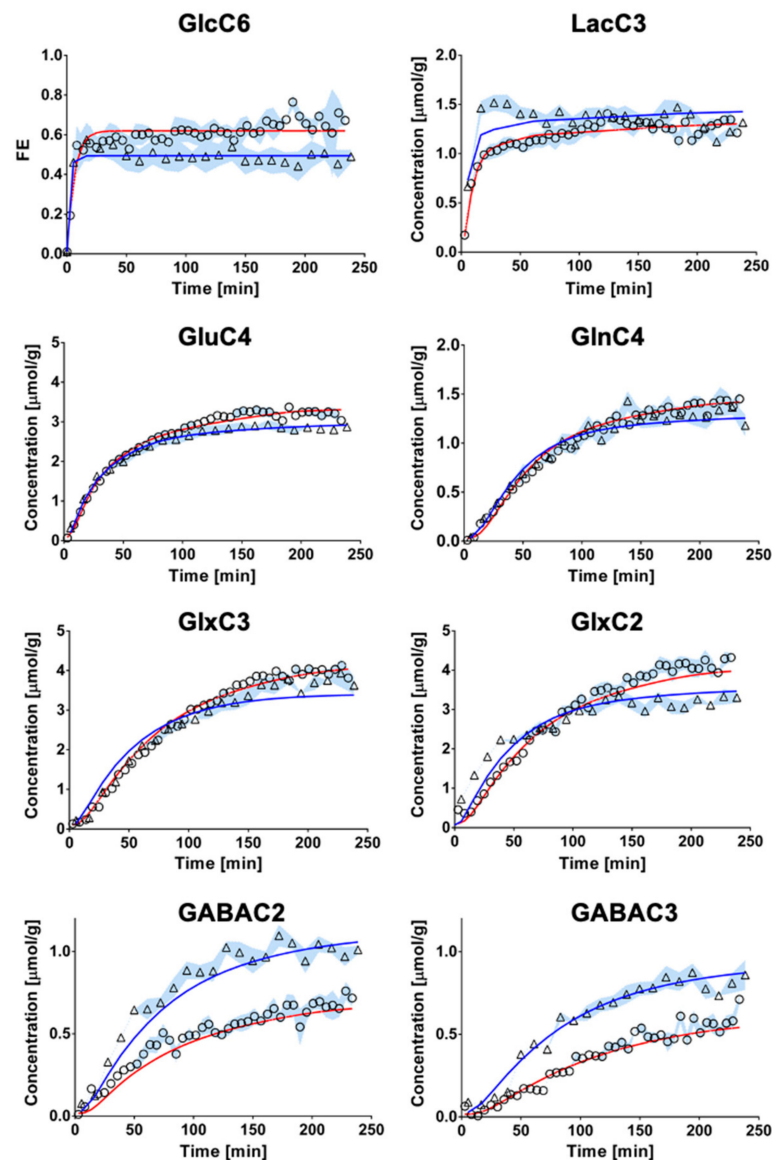 GlcC6
LacC3
FE
1.0
0.8
0.6
0.4
0.2
0.0
0 50 100 150 200 250
Time [min]
Concentration [µmol/g]
2.0
1.5
1.0
0.5
0.0
0 50 100 150 200 250
Time [min]
GluC4
GlnC4
Concentration [µmol/g]
5
4
3
2
1
0
0 50 100 150 200 250
Time [min]
Concentration [µmol/g]
2.0
1.5
1.0
0.5
0.0
0 50 100 150 200 250
Time [min]
GlxC3
GlxC2
Concentration [µmol/g]
5
4
3
2
1
0
0 50 100 150 200 250
Time [min]
Concentration [µmol/g]
5
4
3
2
1
0
0 50 100 150 200 250
Time [min]
GABAC2
GABAC3
Concentration [µmol/g]
1.0
0.5
0.0
0 50 100 150 200 250
Time [min]
Concentration [µmol/g]
1.0
0.5
0.0
0 50 100 150 200 250
Time [min]